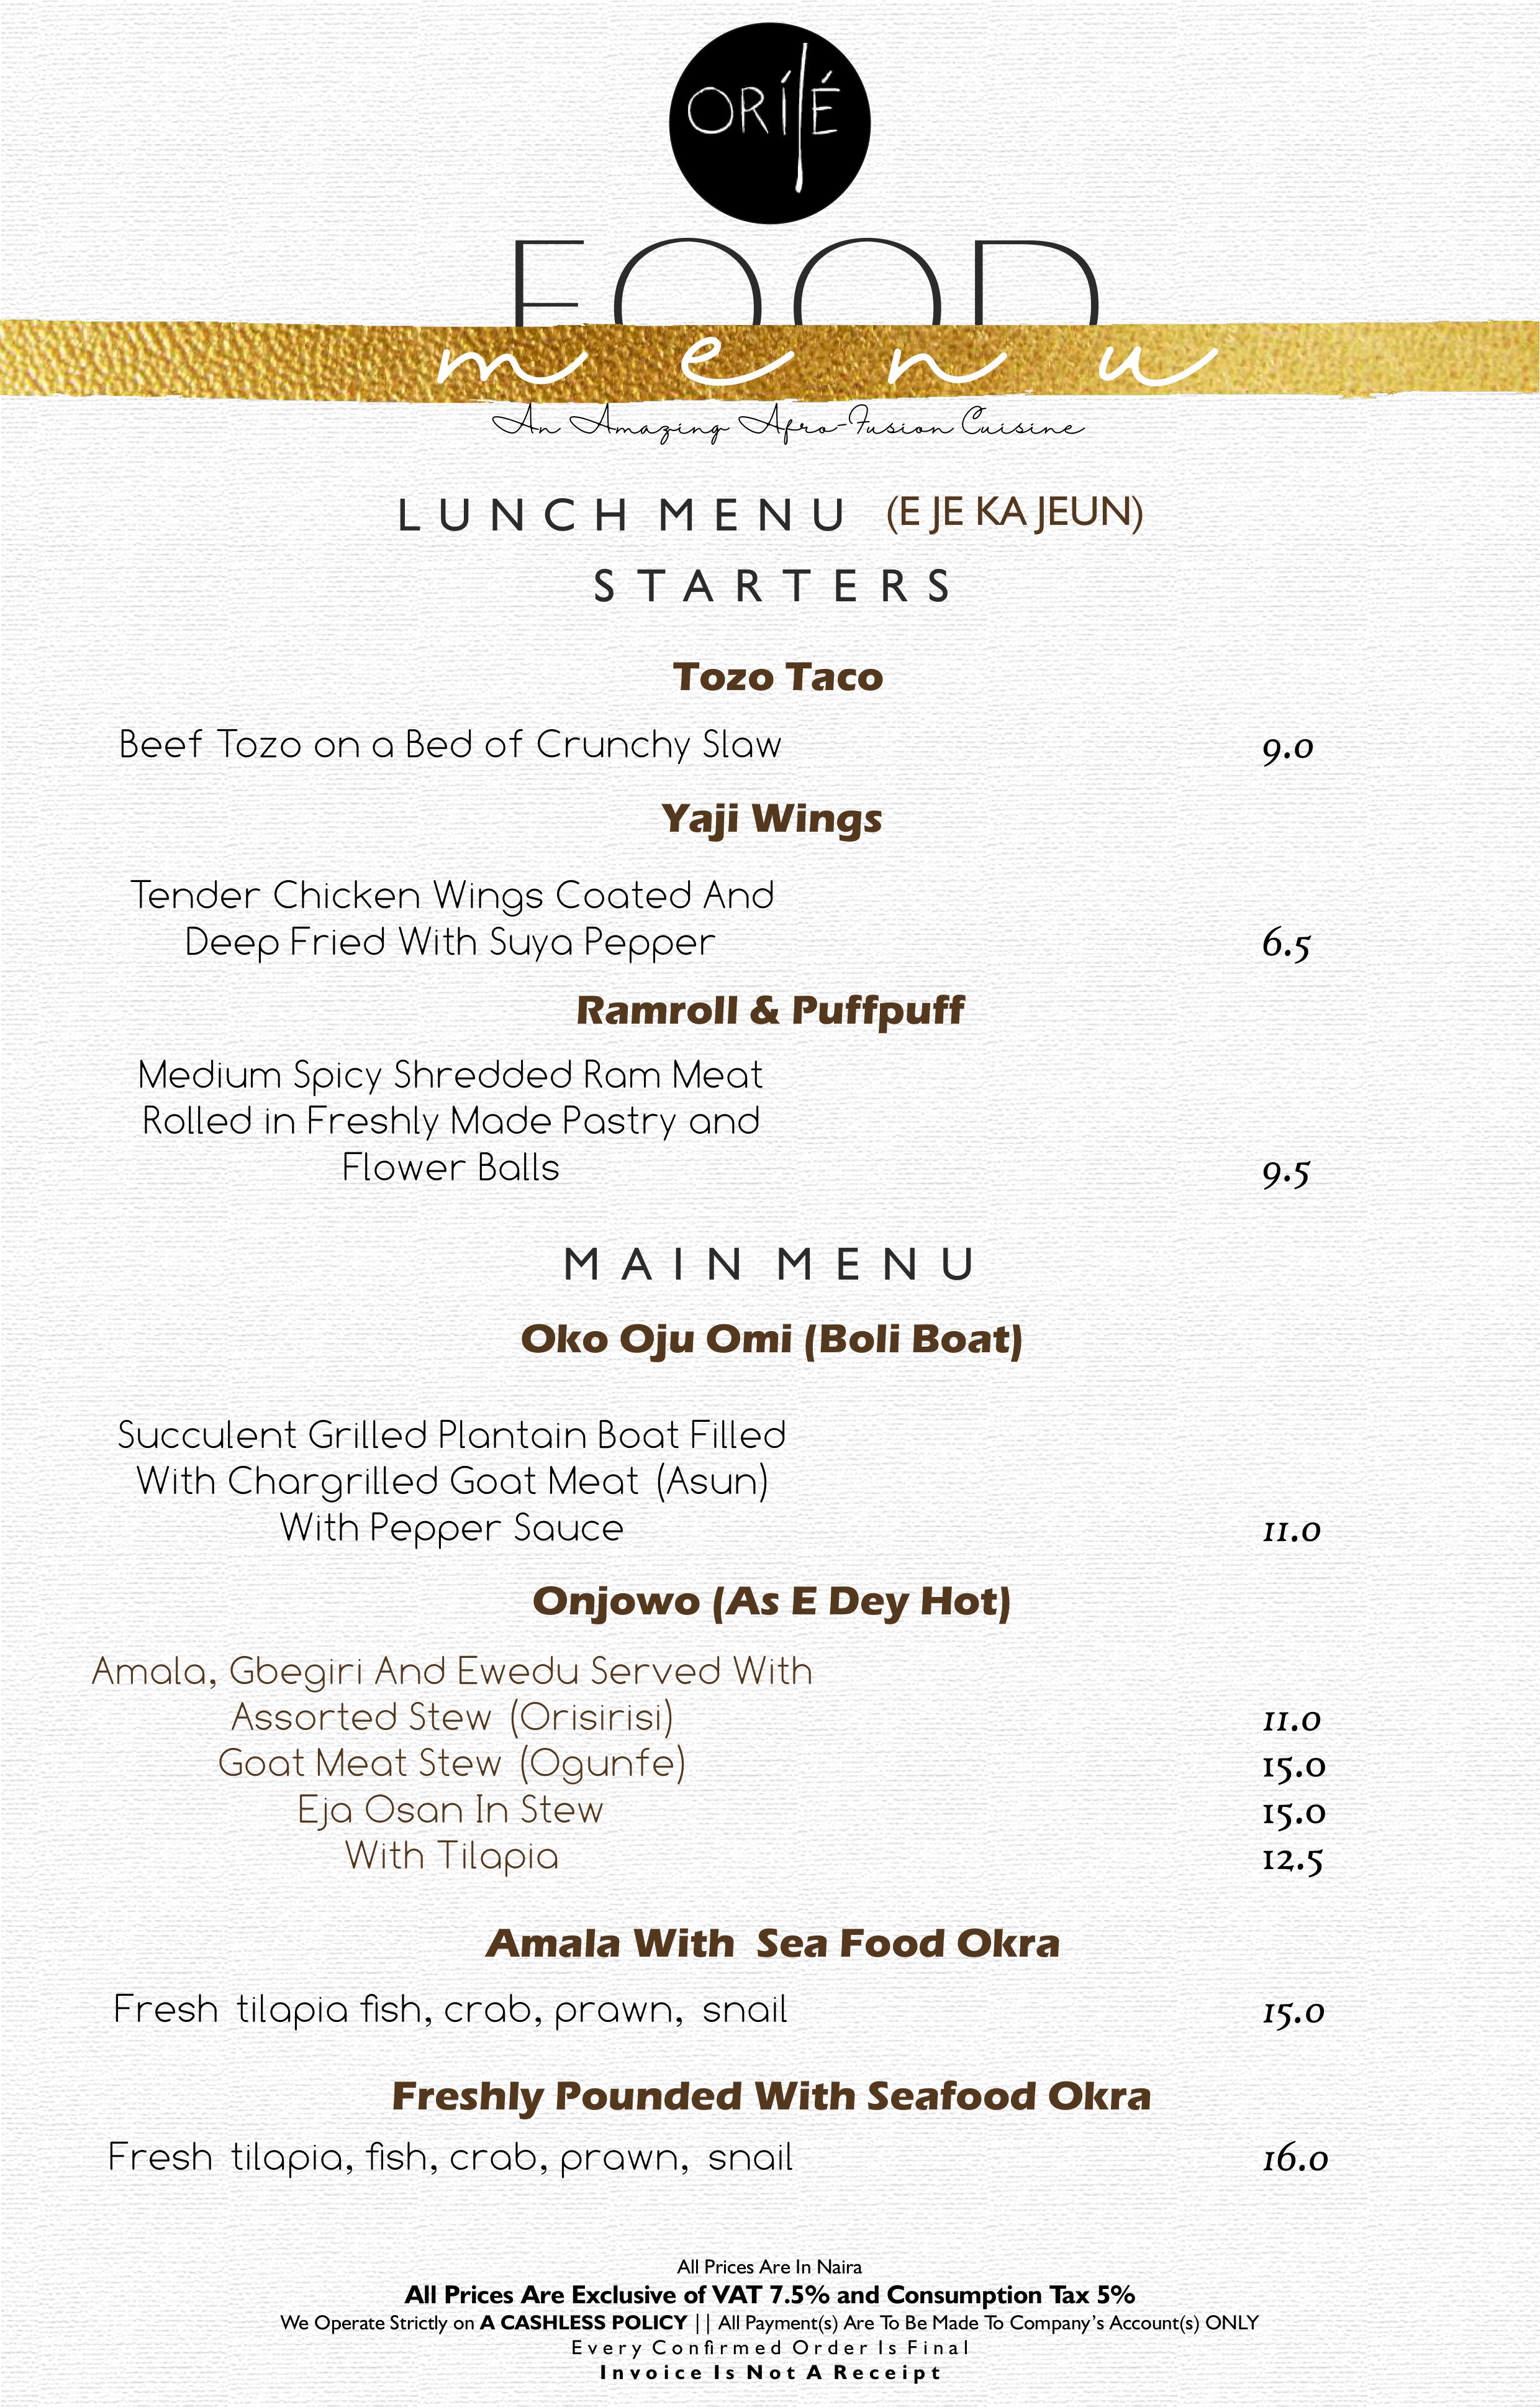 ORÍLÉ
FOOD
menu
An Amazing Afro-Fusion Cuisine
LUNCH MENU (E JE KA JEUN)
STARTERS
Tozo Taco
Beef Tozo on a Bed of Crunchy Slaw 9.0
Yaji Wings
Tender Chicken Wings Coated And
Deep Fried With Suya Pepper 6.5
Ramroll & Puffpuff
Medium Spicy Shredded Ram Meat
Rolled in Freshly Made Pastry and
Flower Balls 9.5
MAIN MENU
Oko Oju Omi (Boli Boat)
Succulent Grilled Plantain Boat Filled
With Chargrilled Goat Meat (Asun)
With Pepper Sauce 11.0
Onjowo (As E Dey Hot)
Amala, Gbegiri And Ewedu Served With
Assorted Stew (Orisirisi) 11.0
Goat Meat Stew (Ogunfe) 15.0
Eja Osan In Stew 15.0
With Tilapia 12.5
Amala With Sea Food Okra
Fresh tilapia fish, crab, prawn, snail 15.0
Freshly Pounded With Seafood Okra
Fresh tilapia, fish, crab, prawn, snail 16.0
All Prices Are In Naira
All Prices Are Exclusive of VAT 7.5% and Consumption Tax 5%
We Operate Strictly on A CASHLESS POLICY || All Payment(s) Are To Be Made To Company's Account(s) ONLY
Every Confirmed Order Is Final
Invoice Is Not A Receipt